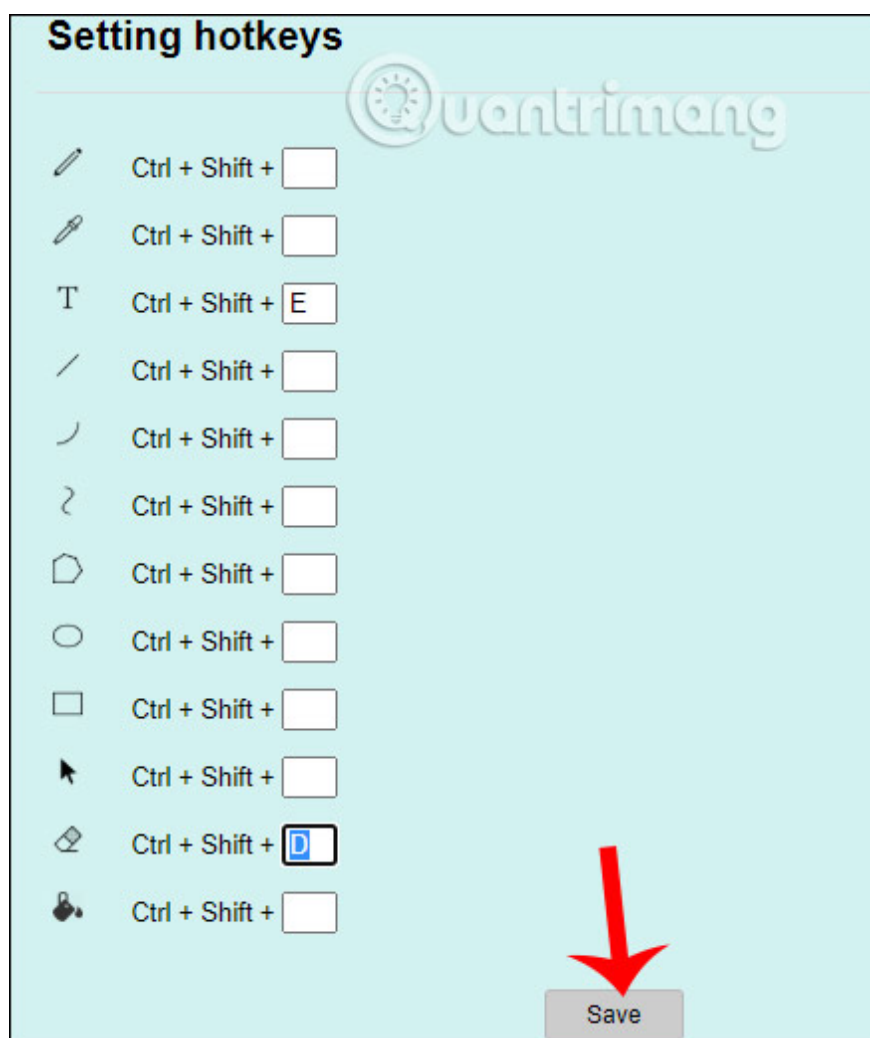 Setting hotkeys
Quantrimang
Ctrl + Shift +
Ctrl + Shift +
T Ctrl + Shift + E
Ctrl + Shift +
Ctrl + Shift +
Ctrl + Shift +
Ctrl + Shift +
Ctrl + Shift +
Ctrl + Shift +
Ctrl + Shift +
Ctrl + Shift + D
Ctrl + Shift +
Save